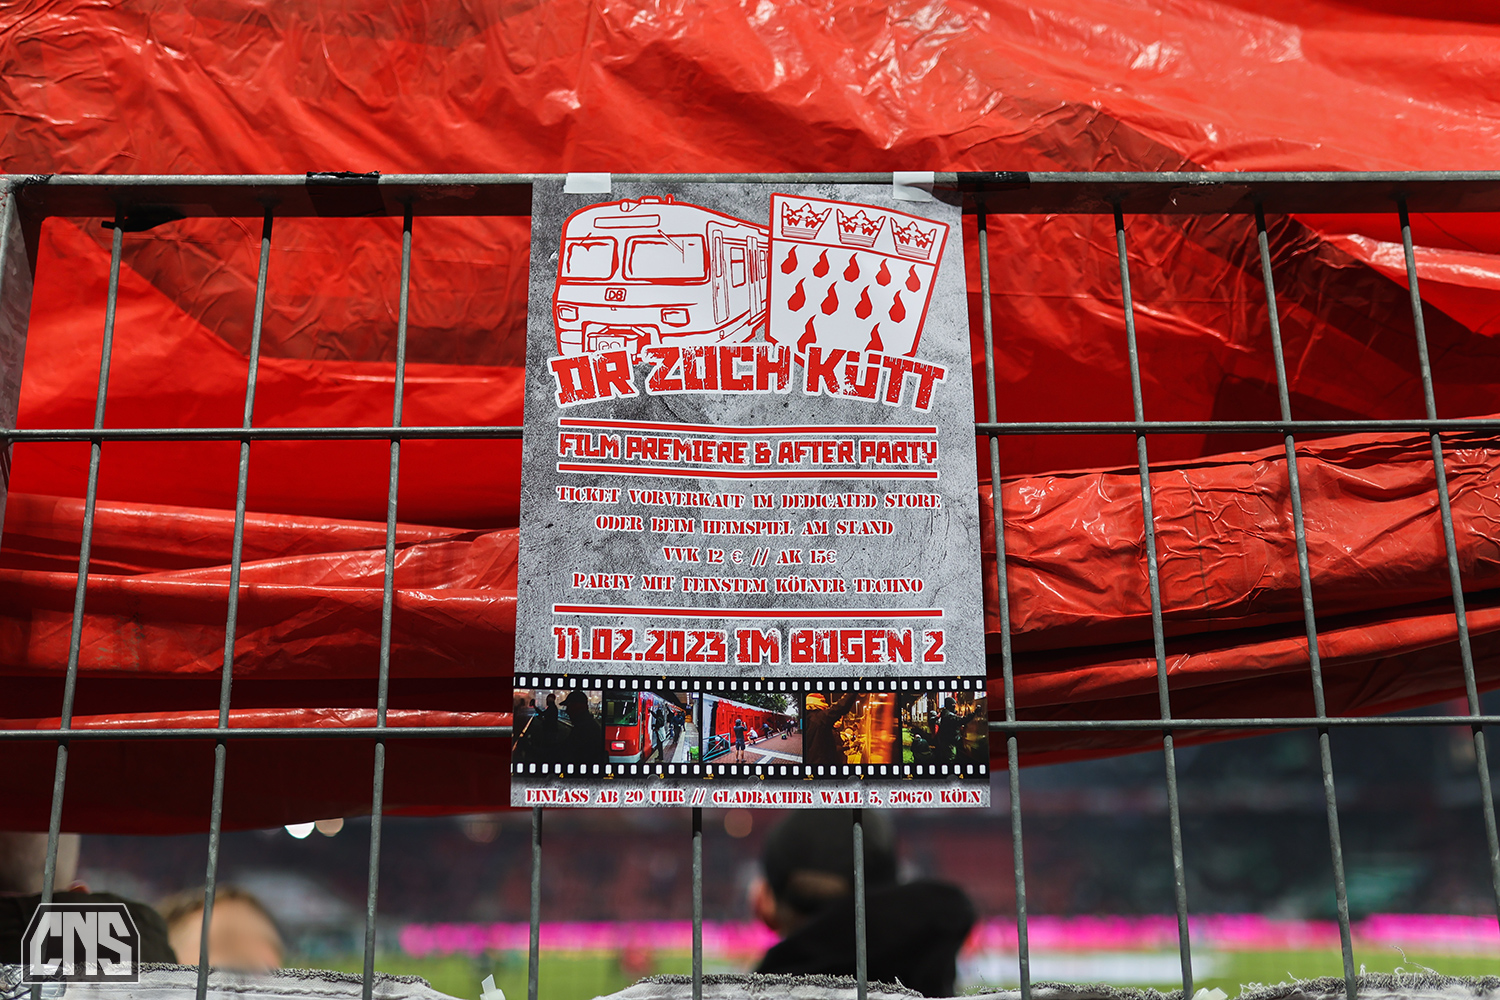 DB
DR ZOCH KÜTT
FILM PREMIERE & AFTER PARTY
TICKET VORVERKAUF IM DEDICATED STORE
ODER BEIM HEIMSPIEL AM STAND
VVK 12 € // AK 15€
PARTY MIT FEINSTEM KÖLNER TECHNO
11.02.2023 IM BOGEN 2
EINLASS AB 20 UHR // GLADBACHER WALL 5, 50670 KÖLN
CNS